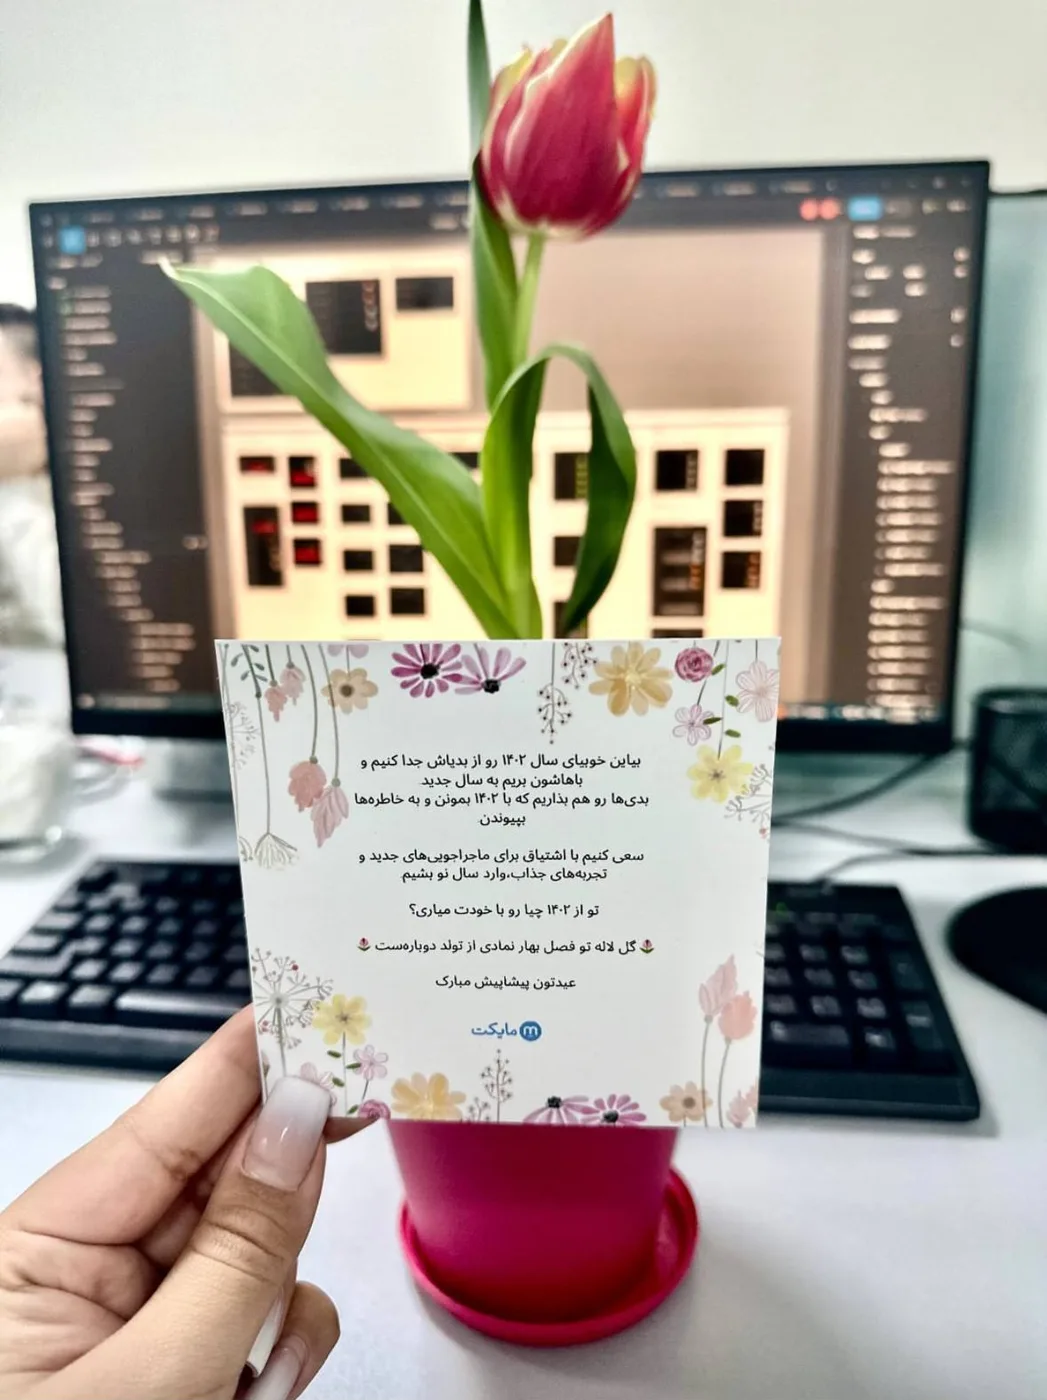 بیاین خوبیای سال ۱۴۰۲ رو از بدیاش جدا کنیم و
باهاشون بریم به سال جدید.
بدی‌ها رو هم بذاریم که با ۱۴۰۲ بمونن و به خاطره‌ها
بپیوندن.
سعی کنیم با اشتیاق برای ماجراجویی‌های جدید و
تجربه‌های جذاب،وارد سال نو بشیم.
تو از ۱۴۰۲ چیا رو با خودت میاری؟
🌷گل لاله تو فصل بهار نمادی از تولد دوباره‌ست🌷
عیدتون پیشاپیش مبارک
مایکت